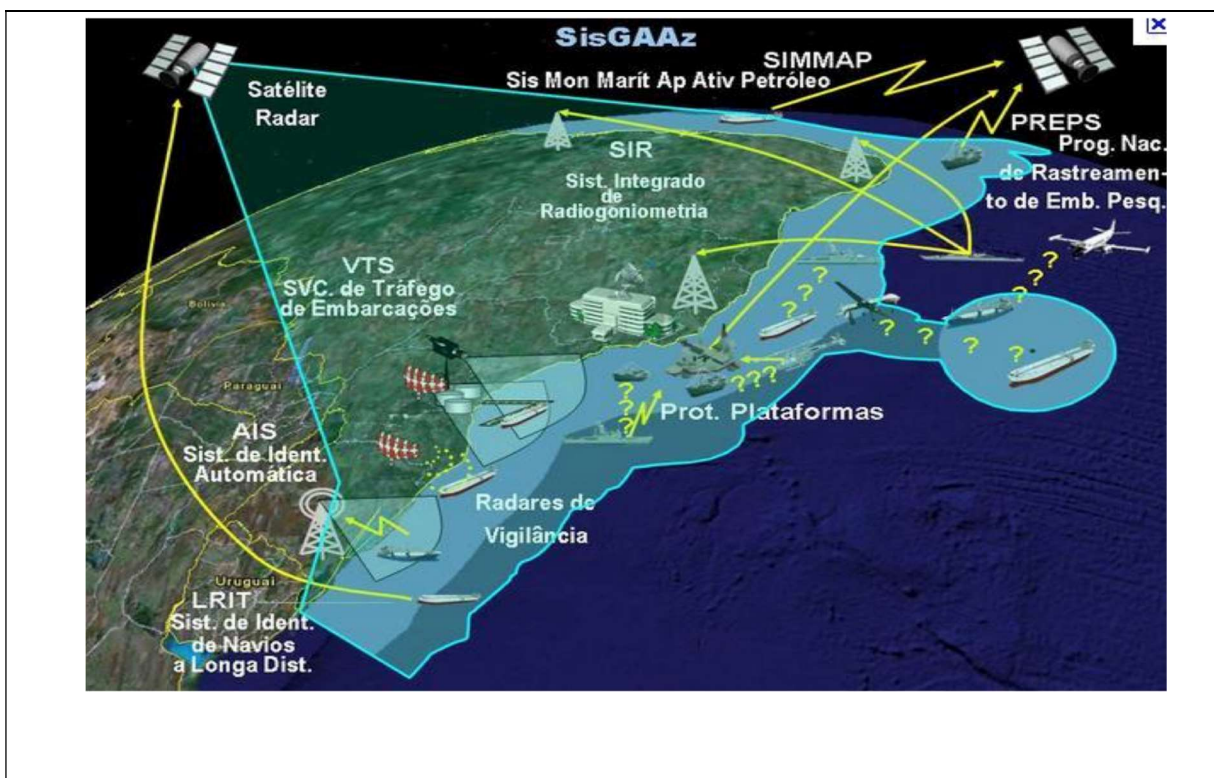 SisGAAz
SIMMAP
Sis Mon Marít Ap Ativ Petróleo
Satélite
Radar
PREPS
Prog. Nac.
de Rastreamen-
to de Emb. Pesq.
SIR
Sist. Integrado
de
Radiogoniometria
VTS
SVC. de Tráfego
de Embarcações
Bolívia
Paraguai
? ? ?
? ? ?
? ? ? ?
? ? ?
???
Prot. Plataformas
AIS
Sist. de Ident.
Automática
Radares de
Vigilância
Uruguai
LRIT
Sist. de Ident.
de Navios
a Longa Dist.